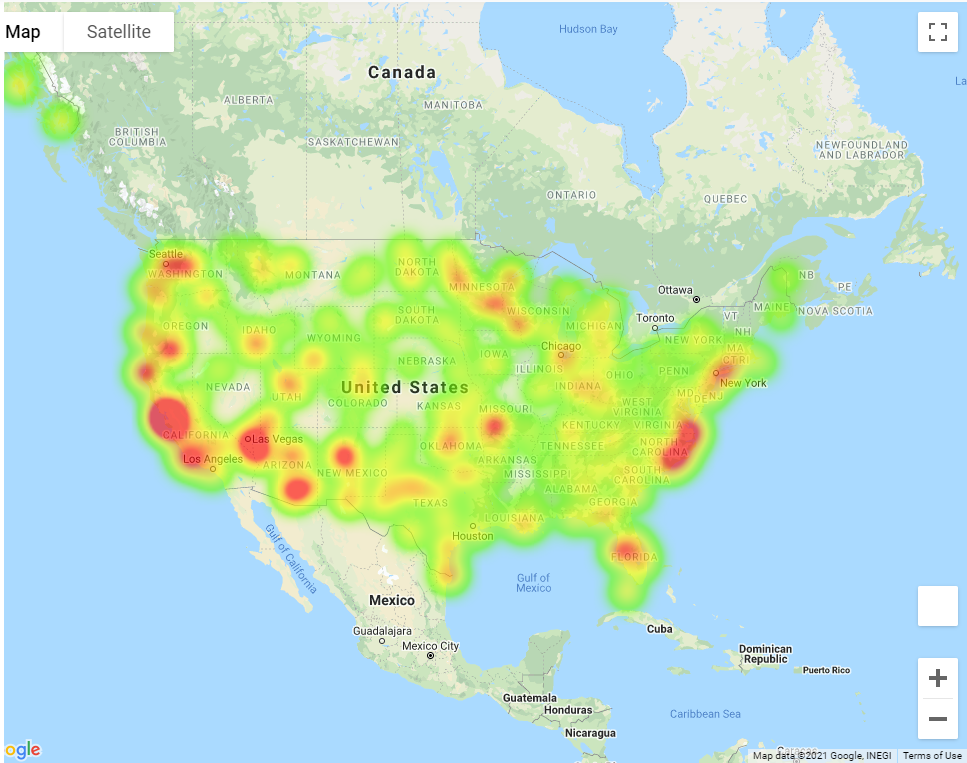 Map
Satellite
Hudson Bay
La
Canada
ALBERTA
MANITOBA
BRITISH
COLUMBIA
SASKATCHEWAN
NEWFOUNDLAND
AND LABRADOR
ONTARIO
QUEBEC
Seattle
WASHINGTON
MONTANA
NORTH
DAKOTA
MINNESOTA
Ottawa
NB
PE
MAINE
NOVA SCOTIA
OREGON
IDAHO
SOUTH
DAKOTA
WISCONSIN
MICHIGAN
Toronto
VT
NH
NEW YORK
WYOMING
Chicago
IOWA
MA
CT
RI
NEBRASKA
ILLINOIS
INDIANA
OHIO
PENN
New York
NEVADA
UTAH
United States
COLORADO
KANSAS
MISSOURI
MD
DE
NJ
WEST
VIRGINIA
KENTUCKY
VIRGINIA
CALIFORNIA
Las Vegas
OKLAHOMA
TENNESSEE
NORTH
CAROLINA
Los Angeles
ARIZONA
NEW MEXICO
ARKANSAS
MISSISSIPPI
SOUTH
CAROLINA
ALABAMA
GEORGIA
TEXAS
LOUISIANA
Houston
FLORIDA
Gulf of California
Gulf of
Mexico
Mexico
Guadalajara
Mexico City
Cuba
Dominican
Republic
Puerto Rico
Guatemala
Honduras
Nicaragua
Caribbean Sea
Caracas
ogle
Map data ©2021 Google, INEGI
Terms of Use